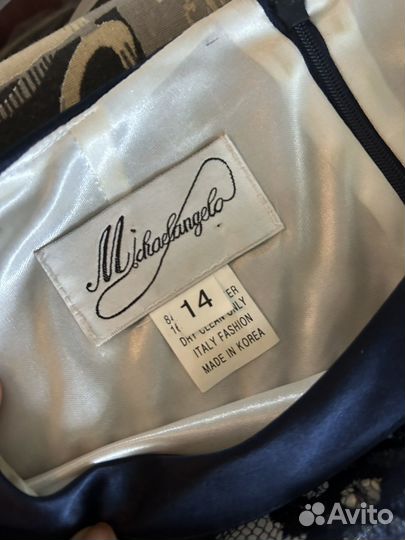 Michaelangelo
14
DRY CLEAN ONLY
ITALY FASHION
MADE IN KOREA
Avito